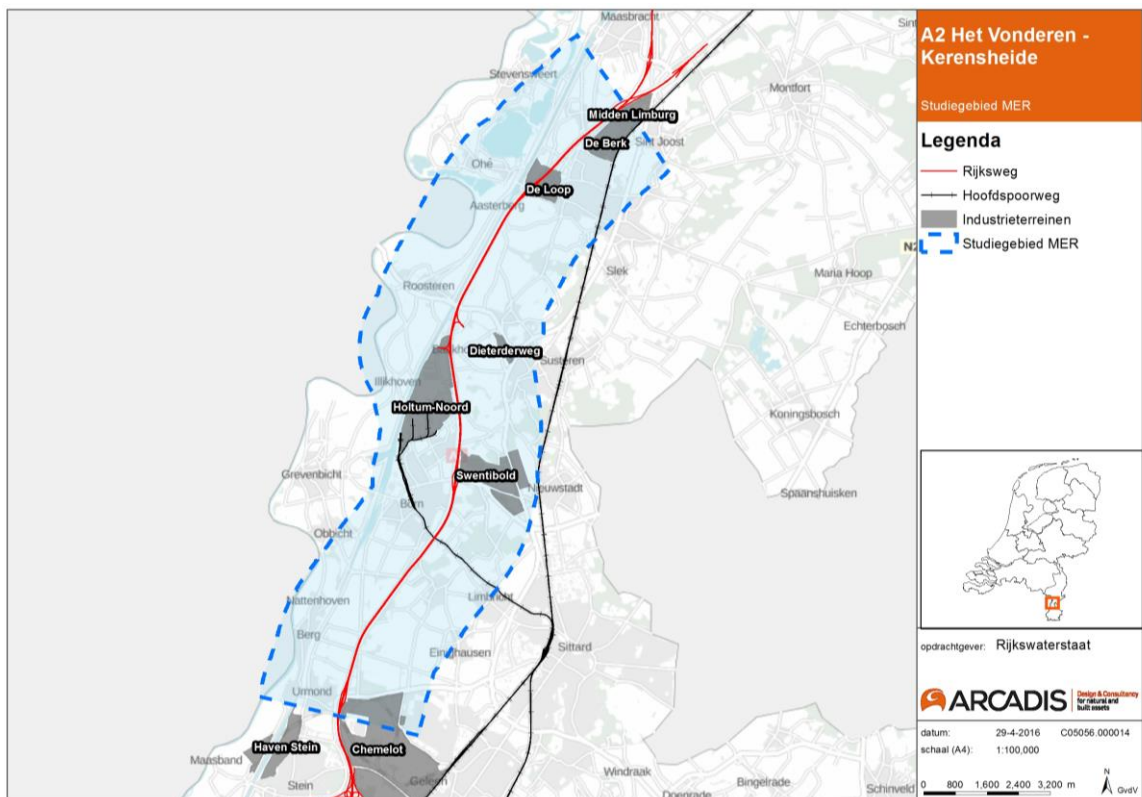 Maasbracht
Sint
Stevensweert
Montfort
Midden Limburg
De Berk
Sint Joost
Ohé
De Loop
Aasterberg
N2
Slek
Maria Hoop
Roosteren
Echterbosch
Dieterderweg
Susteren
Illikhoven
Holtum-Noord
Koningsbosch
Grevenbicht
Swentibold
Nieuwstadt
Spaanshuisken
Born
Obbicht
Nattenhoven
Limbricht
Berg
Einighausen
Sittard
Urmond
Haven Stein
Chemelot
Maasband
Stein
Geleen
Windraak
Bingelrade
Doenrade
Schinveld
A2 Het Vonderen -
Kerensheide
Studiegebied MER
Legenda
Rijksweg
Hoofdspoorweg
Industrieterreinen
Studiegebied MER
opdrachtgever: Rijkswaterstaat
ARCADIS
Design & Consultancy
for natural and
built assets
datum: 29-4-2016 C05056.000014
schaal (A4): 1:100,000
0 800 1,600 2,400 3,200 m
N
GvdV